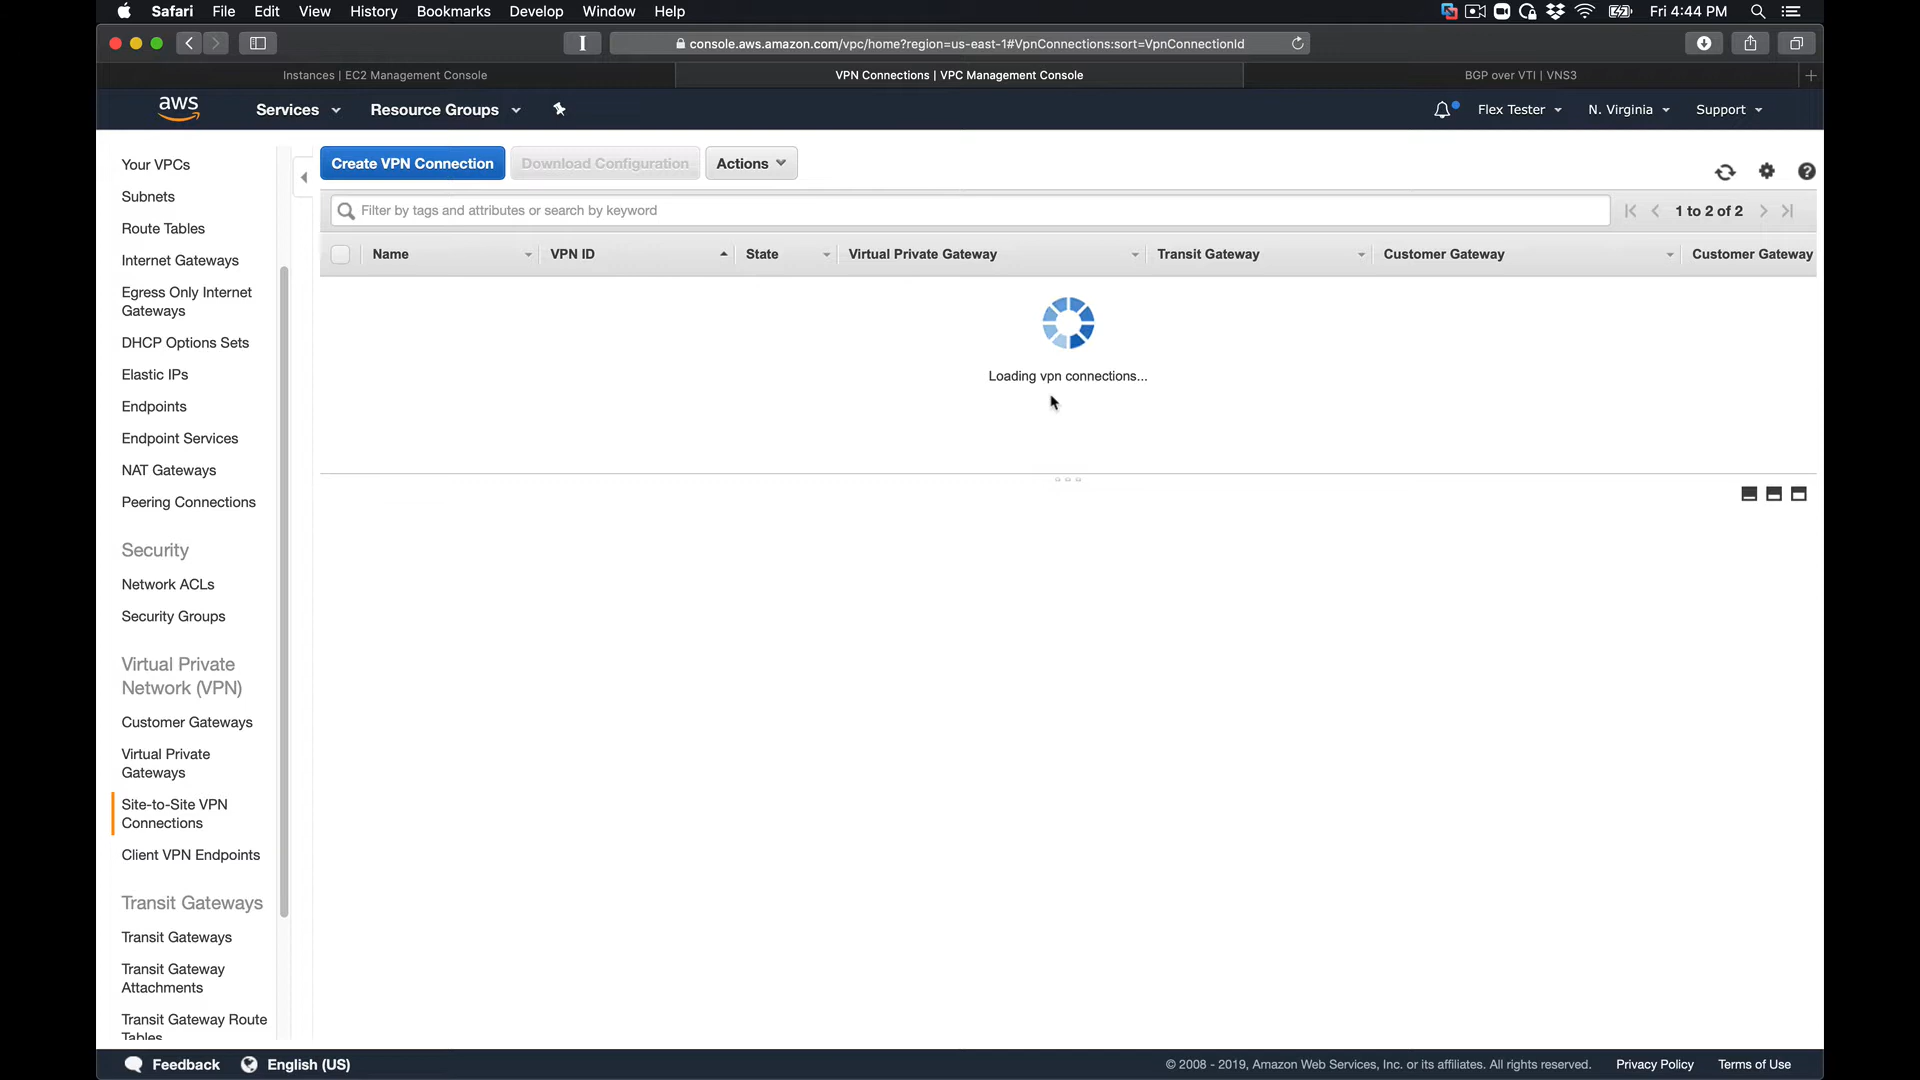 Safari File Edit View History Bookmarks Develop Window Help Fri 4:44 PM
console.aws.amazon.com/vpc/home?region=us-east-1#VpnConnections:sort=VpnConnectionId
Instances | EC2 Management Console VPN Connections | VPC Management Console BGP over VTI | VNS3
aws Services Resource Groups Flex Tester N. Virginia Support
Create VPN Connection Download Configuration Actions
Filter by tags and attributes or search by keyword 1 to 2 of 2
Name VPN ID State Virtual Private Gateway Transit Gateway Customer Gateway Customer Gateway
Loading vpn connections...
Your VPCs
Subnets
Route Tables
Internet Gateways
Egress Only Internet
Gateways
DHCP Options Sets
Elastic IPs
Endpoints
Endpoint Services
NAT Gateways
Peering Connections
Security
Network ACLs
Security Groups
Virtual Private
Network (VPN)
Customer Gateways
Virtual Private
Gateways
Site-to-Site VPN
Connections
Client VPN Endpoints
Transit Gateways
Transit Gateways
Transit Gateway
Attachments
Transit Gateway Route
Tables
Feedback English (US) © 2008 - 2019, Amazon Web Services, Inc. or its affiliates. All rights reserved. Privacy Policy Terms of Use